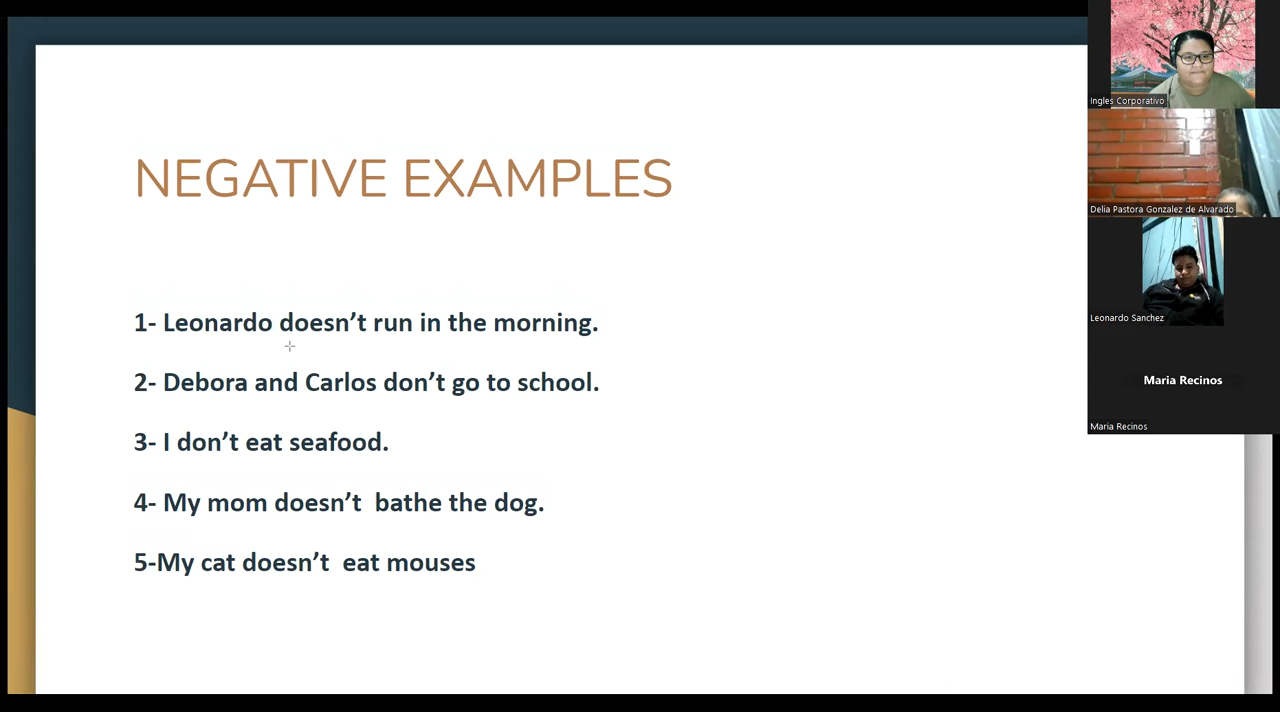 NEGATIVE EXAMPLES
1- Leonardo doesn’t run in the morning.
2- Debora and Carlos don’t go to school.
3- I don’t eat seafood.
4- My mom doesn’t  bathe the dog.
5-My cat doesn’t  eat mouses
Ingles Corporativo
Delia Pastora Gonzalez de Alvarado
Leonardo Sanchez
Maria Recinos
Maria Recinos